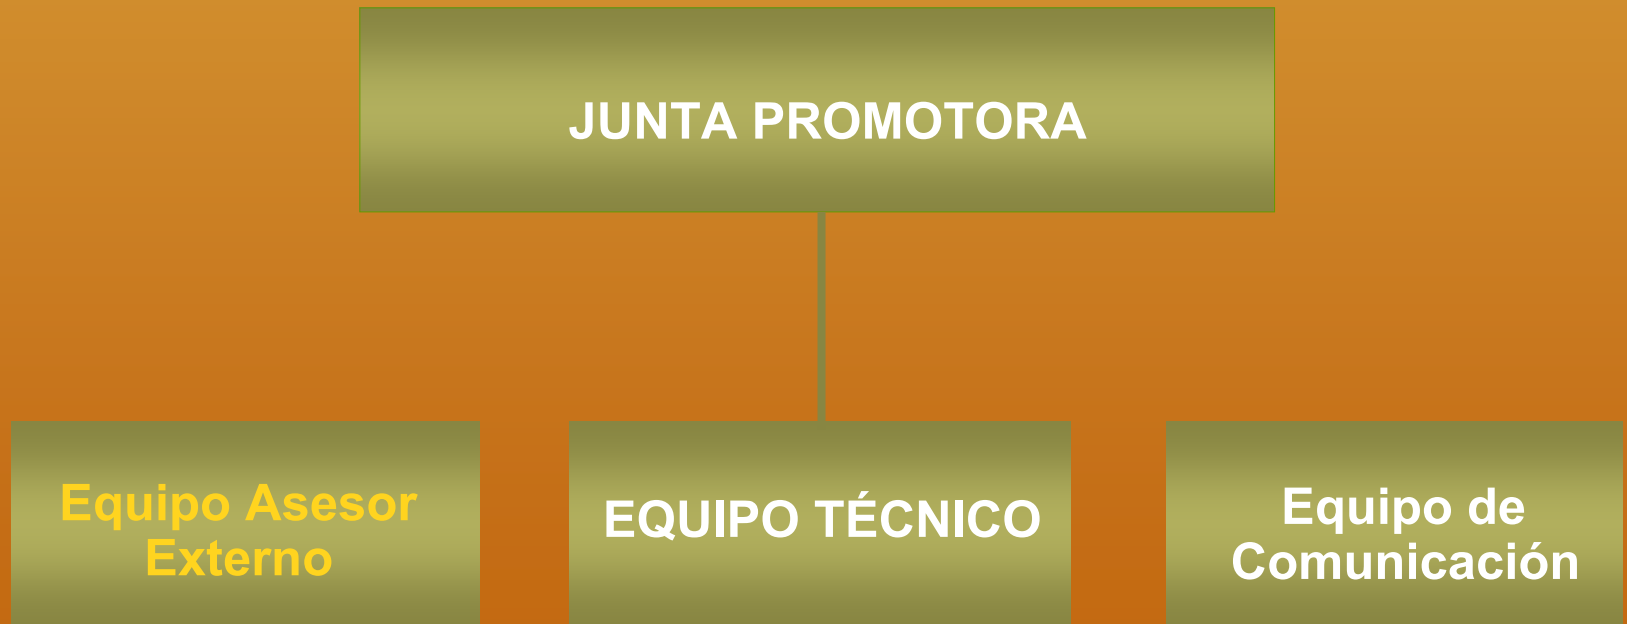 JUNTA PROMOTORA
Equipo Asesor
Externo
EQUIPO TÉCNICO
Equipo de
Comunicación